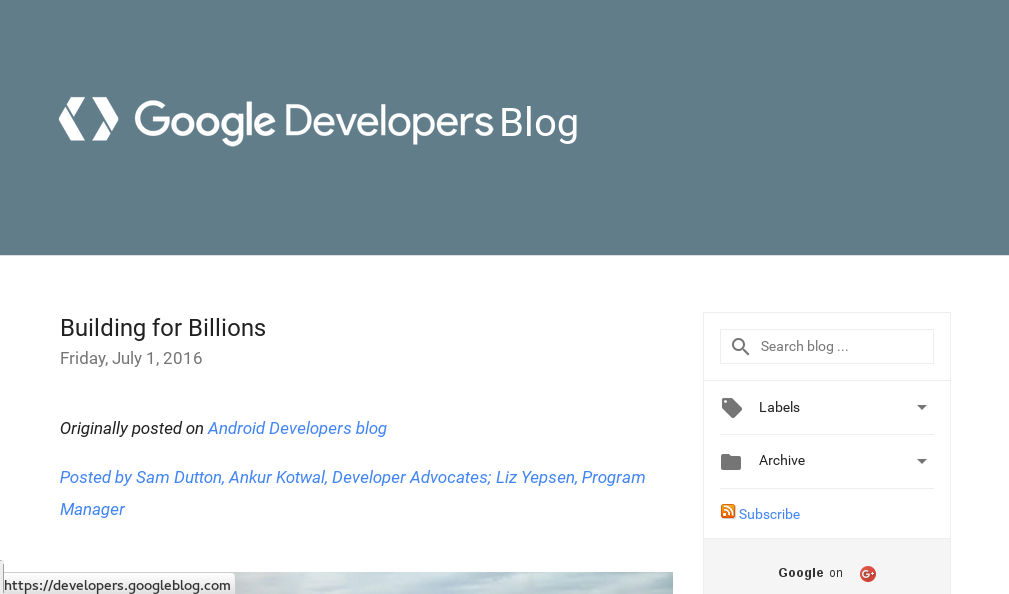 Google Developers Blog
Building for Billions
Friday, July 1, 2016
Originally posted on Android Developers blog
Posted by Sam Dutton, Ankur Kotwal, Developer Advocates; Liz Yepsen, Program
Manager
Search blog ...
Labels
Archive
Subscribe
Google on G+
https://developers.googleblog.com